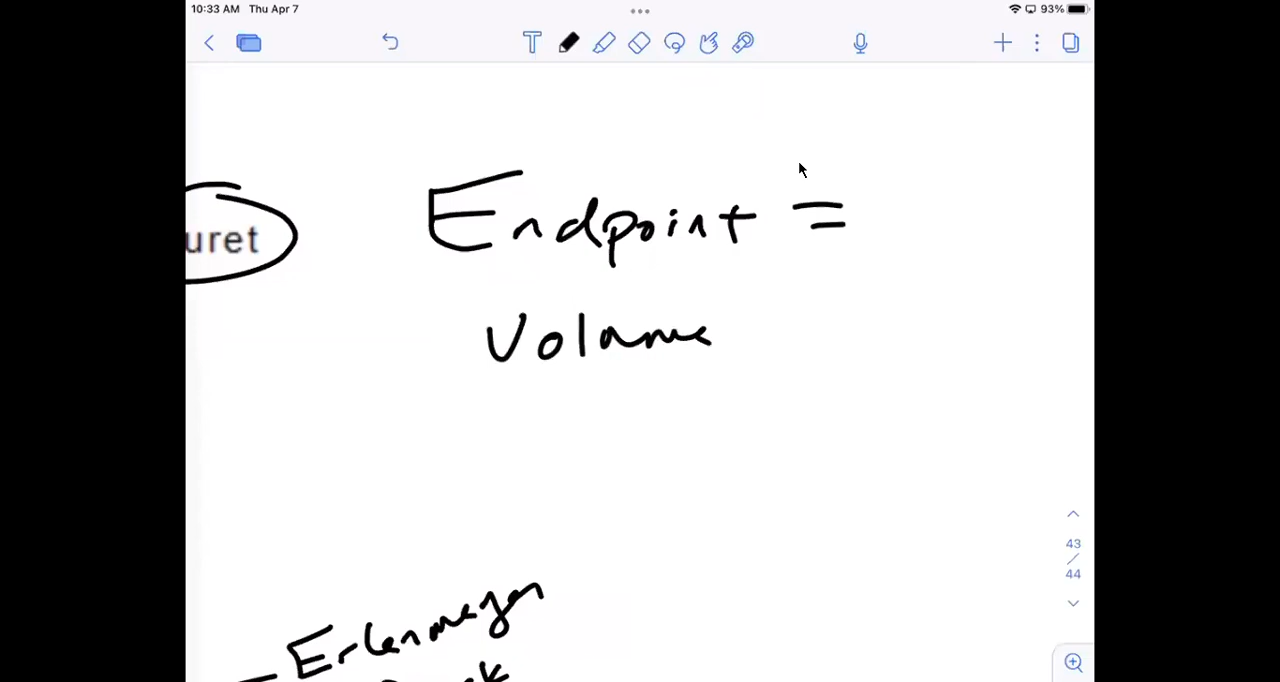 10:33 AM Thu Apr 7
93%
uret
Endpoint =
Volume
43
44
Erlenmeyer